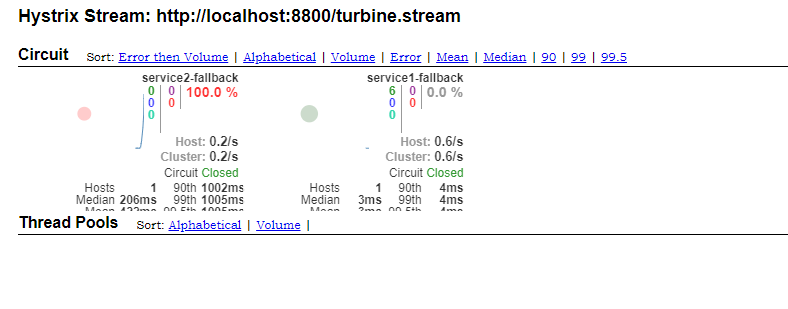 Hystrix Stream: http://localhost:8800/turbine.stream
Circuit Sort: Error then Volume | Alphabetical | Volume | Error | Mean | Median | 90 | 99 | 99.5
service2-fallback
0 0 100.0 %
0 0
0
Host: 0.2/s
Cluster: 0.2/s
Circuit Closed
Hosts 1 90th 1002ms
Median 206ms 99th 1005ms
Mean 422ms 99.5th 1005ms
service1-fallback
6 0 0.0 %
0 0
0
Host: 0.6/s
Cluster: 0.6/s
Circuit Closed
Hosts 1 90th 4ms
Median 3ms 99th 4ms
Mean 3ms 99.5th 4ms
Thread Pools Sort: Alphabetical | Volume |